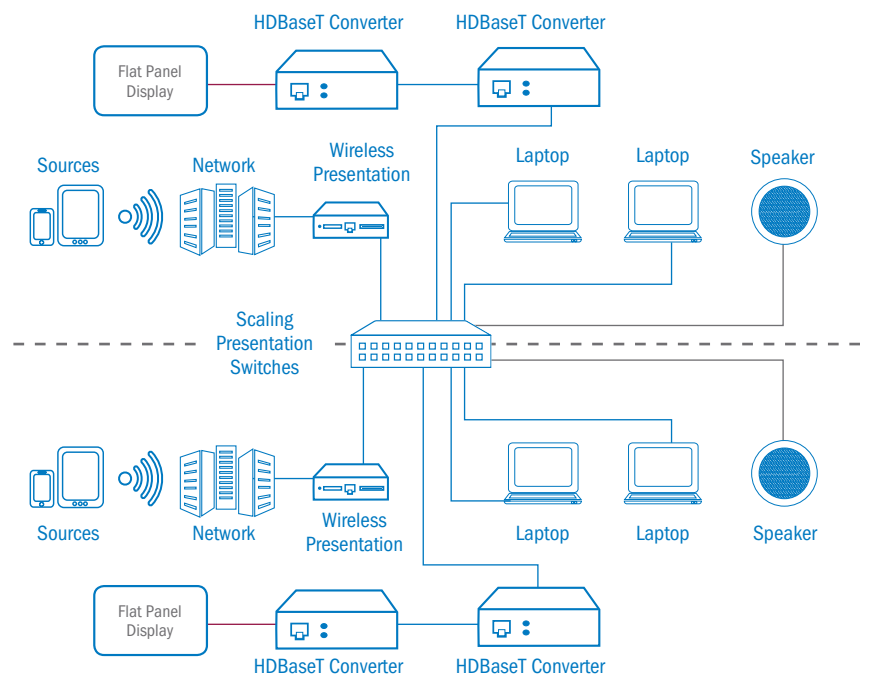 HDBaseT Converter
HDBaseT Converter
Flat Panel
Display
Sources
Network
Wireless
Presentation
Laptop
Laptop
Speaker
Scaling
Presentation
Switches
Sources
Network
Wireless
Presentation
Laptop
Laptop
Speaker
Flat Panel
Display
HDBaseT Converter
HDBaseT Converter